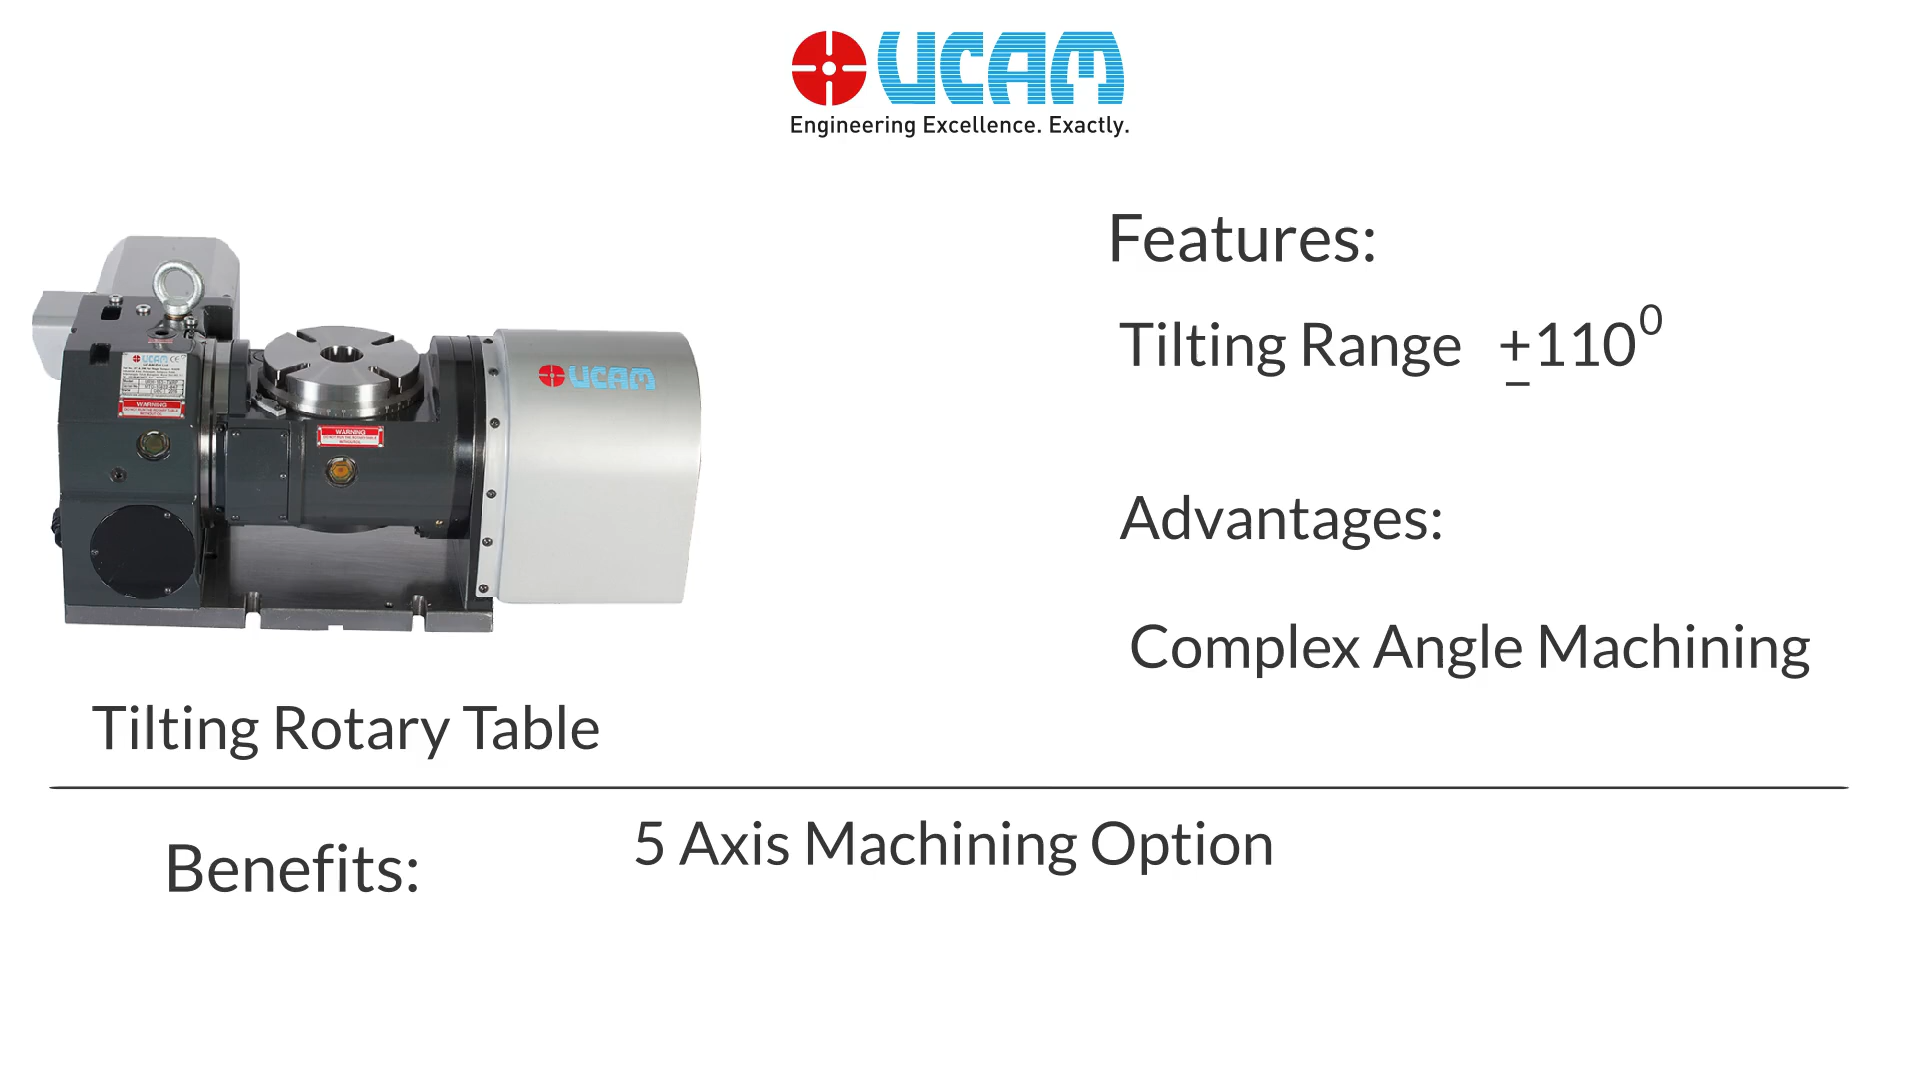 UCAM
Engineering Excellence. Exactly.
Features:
Tilting Range ±110⁰
Advantages:
Complex Angle Machining
UCAM
UCAM CE
WARNING
WARNING
Tilting Rotary Table
Benefits:
5 Axis Machining Option